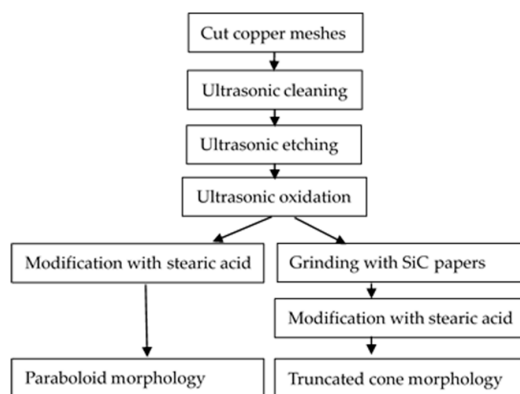 Cut copper meshes
Ultrasonic cleaning
Ultrasonic etching
Ultrasonic oxidation
Modification with stearic acid
Grinding with SiC papers
Modification with stearic acid
Paraboloid morphology
Truncated cone morphology